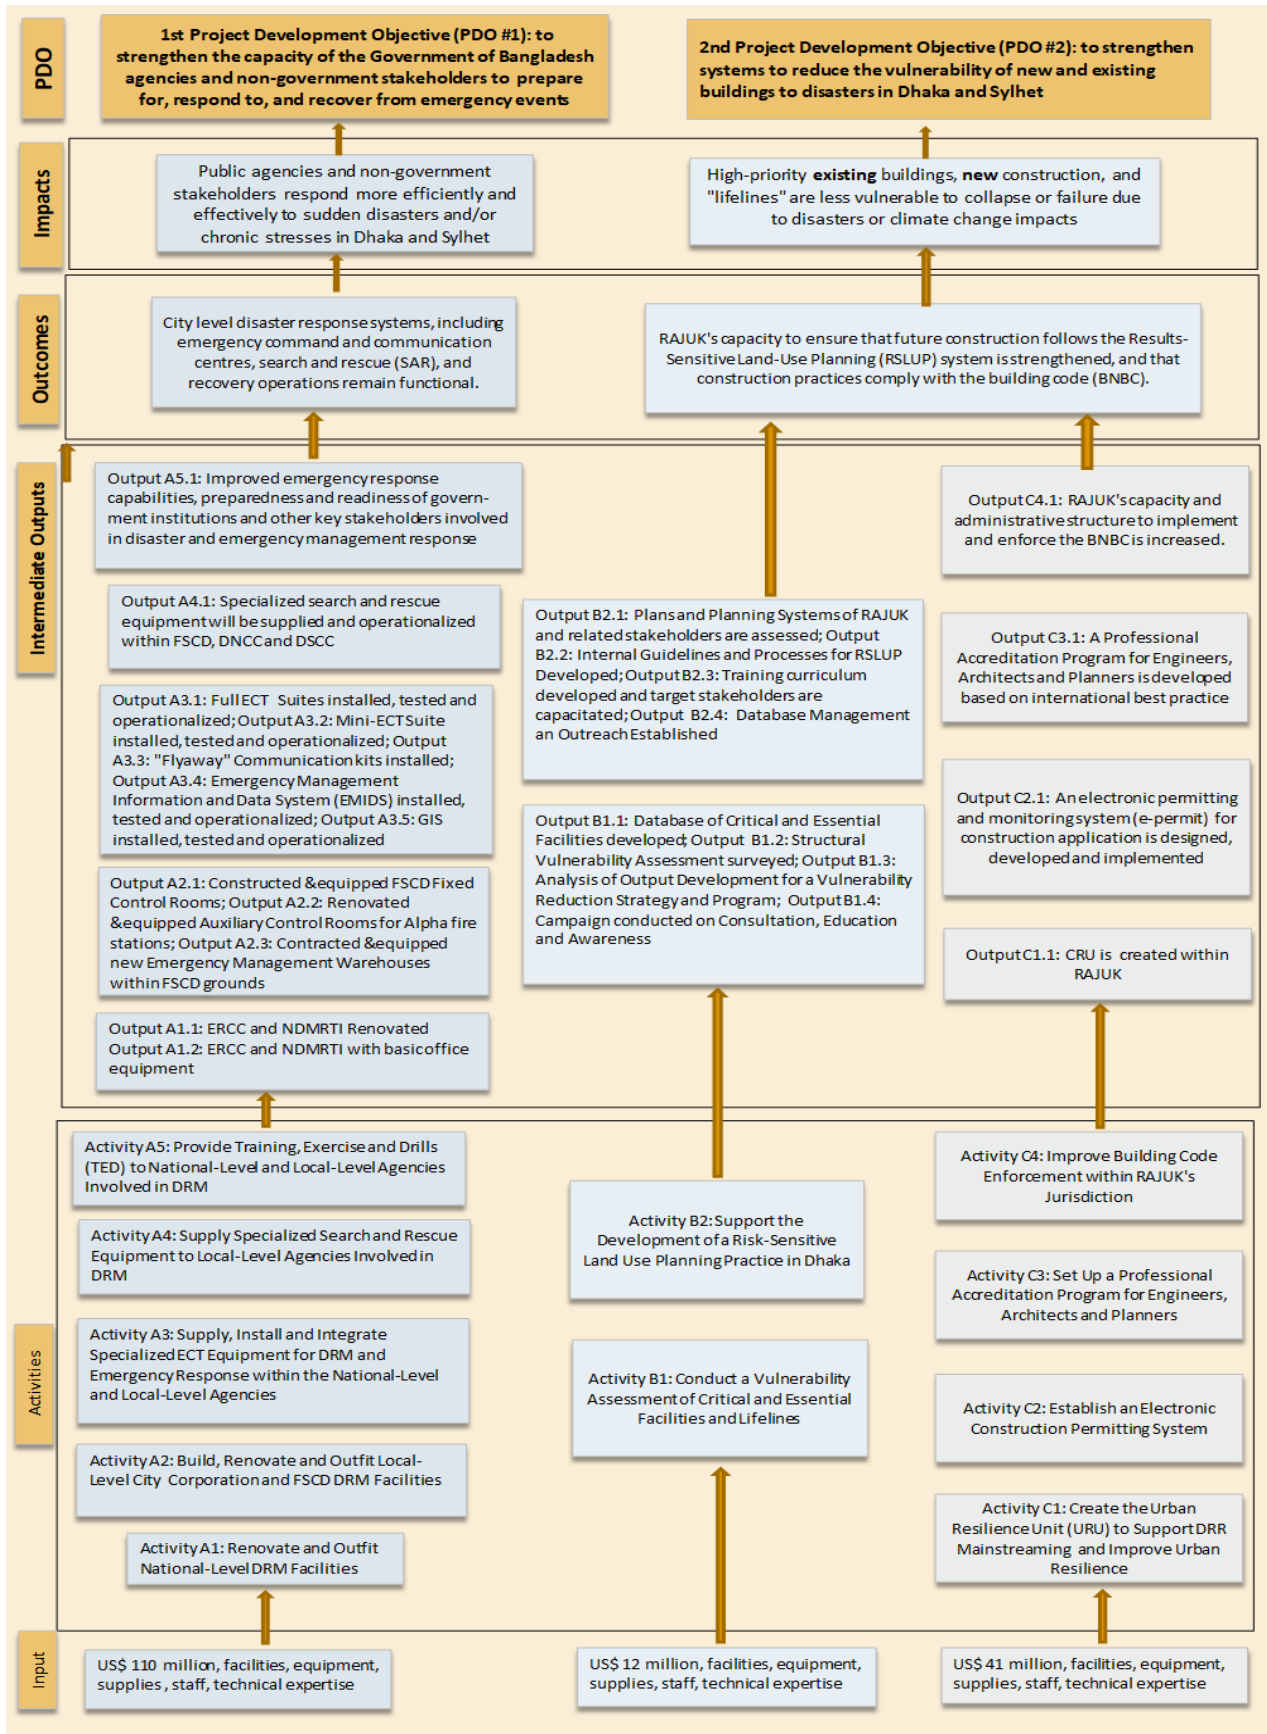 PDO
1st Project Development Objective (PDO #1): to
strengthen the capacity of the Government of Bangladesh
agencies and non-government stakeholders to prepare
for, respond to, and recover from emergency events
2nd Project Development Objective (PDO #2): to strengthen
systems to reduce the vulnerability of new and existing
buildings to disasters in Dhaka and Sylhet
Impacts
Public agencies and non-government
stakeholders respond more efficiently and
effectively to sudden disasters and/or
chronic stresses in Dhaka and Sylhet
High-priority existing buildings, new construction, and
"lifelines" are less vulnerable to collapse or failure due
to disasters or climate change impacts
Outcomes
City level disaster response systems, including
emergency command and communication
centres, search and rescue (SAR), and
recovery operations remain functional.
RAJUK's capacity to ensure that future construction follows the Results-
Sensitive Land-Use Planning (RSLUP) system is strengthened, and that
construction practices comply with the building code (BNBC).
Intermediate Outputs
Output A5.1: Improved emergency response
capabilities, preparedness and readiness of govern-
ment institutions and other key stakeholders involved
in disaster and emergency management response
Output A4.1: Specialized search and rescue
equipment will be supplied and operationalized
within FSCD, DNCC and DSCC
Output A3.1: Full ECT Suites installed, tested and
operationalized; Output A3.2: Mini-ECT Suite
installed, tested and operationalized; Output
A3.3: "Flyaway" Communication kits installed;
Output A3.4: Emergency Management
Information and Data System (EMIDS) installed,
tested and operationalized; Output A3.5: GIS
installed, tested and operationalized
Output A2.1: Constructed &equipped FSCD Fixed
Control Rooms; Output A2.2: Renovated
&equipped Auxiliary Control Rooms for Alpha fire
stations; Output A2.3: Contracted &equipped
new Emergency Management Warehouses
within FSCD grounds
Output A1.1: ERCC and NDMRTI Renovated
Output A1.2: ERCC and NDMRTI with basic office
equipment
Output B2.1: Plans and Planning Systems of RAJUK
and related stakeholders are assessed; Output
B2.2: Internal Guidelines and Processes for RSLUP
Developed; Output B2.3: Training curriculum
developed and target stakeholders are
capacitated; Output B2.4: Database Management
an Outreach Established
Output B1.1: Database of Critical and Essential
Facilities developed; Output B1.2: Structural
Vulnerability Assessment surveyed; Output B1.3:
Analysis of Output Development for a Vulnerability
Reduction Strategy and Program; Output B1.4:
Campaign conducted on Consultation, Education
and Awareness
Output C4.1: RAJUK's capacity and
administrative structure to implement
and enforce the BNBC is increased.
Output C3.1: A Professional
Accreditation Program for Engineers,
Architects and Planners is developed
based on international best practice
Output C2.1: An electronic permitting
and monitoring system (e-permit) for
construction application is designed,
developed and implemented
Output C1.1: CRU is created within
RAJUK
Activities
Activity A5: Provide Training, Exercise and Drills
(TED) to National-Level and Local-Level Agencies
Involved in DRM
Activity A4: Supply Specialized Search and Rescue
Equipment to Local-Level Agencies Involved in
DRM
Activity A3: Supply, Install and Integrate
Specialized ECT Equipment for DRM and
Emergency Response within the National-Level
and Local-Level Agencies
Activity A2: Build, Renovate and Outfit Local-
Level City Corporation and FSCD DRM Facilities
Activity A1: Renovate and Outfit
National-Level DRM Facilities
Activity B2: Support the
Development of a Risk-Sensitive
Land Use Planning Practice in Dhaka
Activity B1: Conduct a Vulnerability
Assessment of Critical and Essential
Facilities and Lifelines
Activity C4: Improve Building Code
Enforcement within RAJUK's
Jurisdiction
Activity C3: Set Up a Professional
Accreditation Program for Engineers,
Architects and Planners
Activity C2: Establish an Electronic
Construction Permitting System
Activity C1: Create the Urban
Resilience Unit (URU) to Support DRR
Mainstreaming and Improve Urban
Resilience
Input
US$ 110 million, facilities, equipment,
supplies , staff, technical expertise
US$ 12 million, facilities, equipment,
supplies, staff, technical expertise
US$ 41 million, facilities, equipment,
supplies, staff, technical expertise